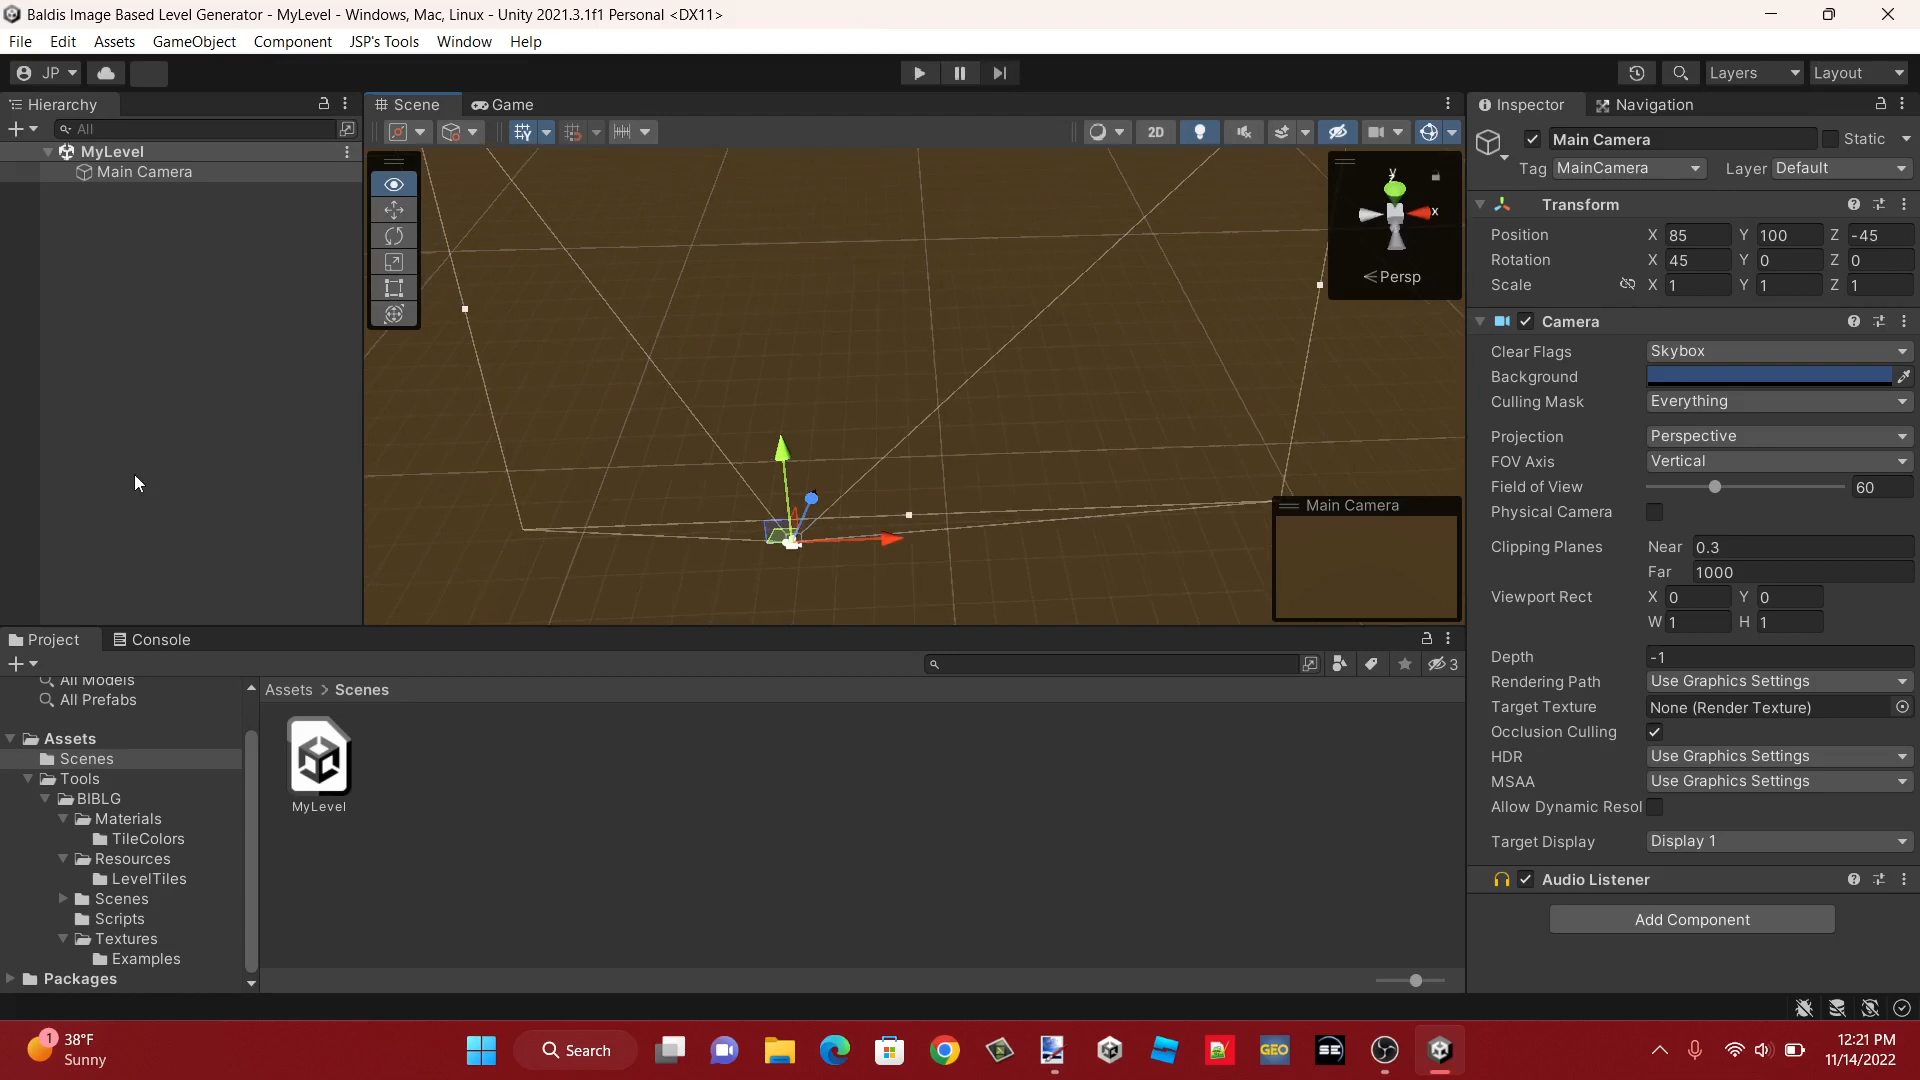 Baldis Image Based Level Generator - MyLevel - Windows, Mac, Linux - Unity 2021.3.1f1 Personal <DX11>
File Edit Assets GameObject Component JSP's Tools Window Help
JP Layers Layout
Hierarchy Scene Game Inspector Navigation
All 2D Main Camera Static
MyLevel
Main Camera
Tag MainCamera Layer Default
y
x
Persp
Transform
Position X 85 Y 100 Z -45
Rotation X 45 Y 0 Z 0
Scale X 1 Y 1 Z 1
Camera
Clear Flags Skybox
Background
Culling Mask Everything
Projection Perspective
FOV Axis Vertical
Field of View 60
Main Camera
Physical Camera
Clipping Planes Near 0.3
Far 1000
Viewport Rect X 0 Y 0
W 1 H 1
Depth -1
Rendering Path Use Graphics Settings
Target Texture None (Render Texture)
Occlusion Culling
HDR Use Graphics Settings
MSAA Use Graphics Settings
Allow Dynamic Resol
Target Display Display 1
Audio Listener
Add Component
Project Console
3
All Models
All Prefabs
Assets
Scenes
Tools
BIBLG
Materials
TileColors
Resources
LevelTiles
Scenes
Scripts
Textures
Examples
Packages
Assets > Scenes
MyLevel
1
38°F
Sunny
Search
GEO
SE
12:21 PM
11/14/2022